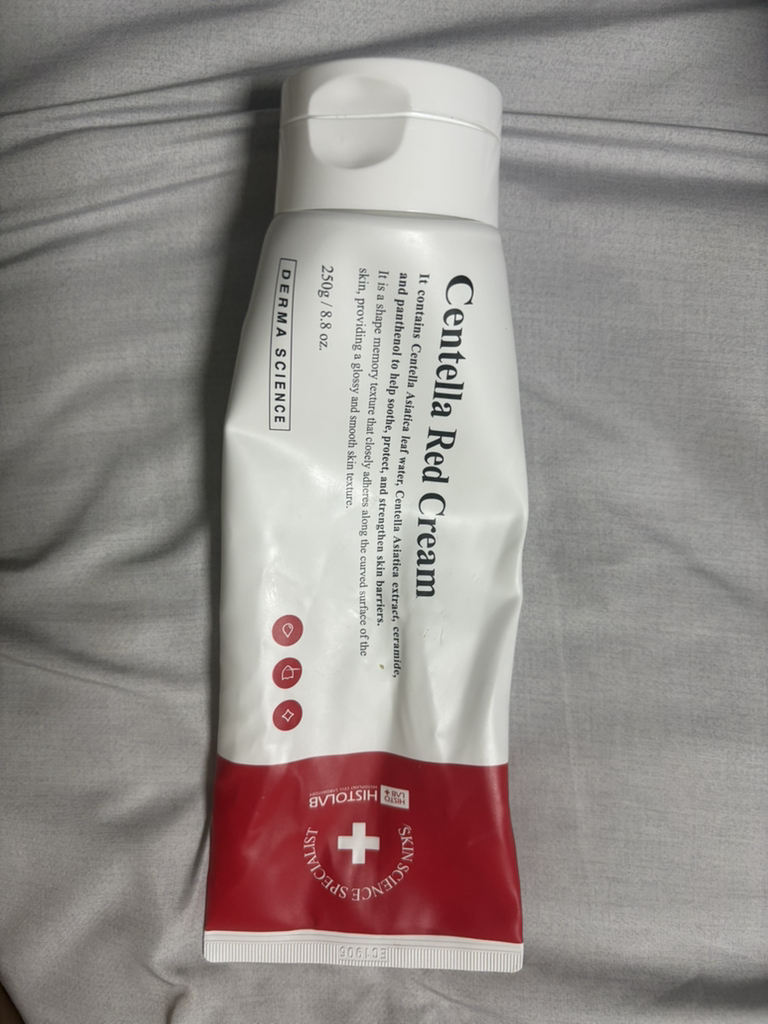 Centella Red Cream
It contains Centella Asiatica leaf water, Centella Asiatica extract, ceramide,
and panthenol to help soothe, protect, and strengthen skin barriers.
It is a shape memory texture that closely adheres along the curved surface of the
skin, providing a glossy and smooth skin texture.
250g / 8.8 oz.
DERMA SCIENCE
HISTO
LAB+
HISTOLAB
SKIN SCIENCE SPECIALIST